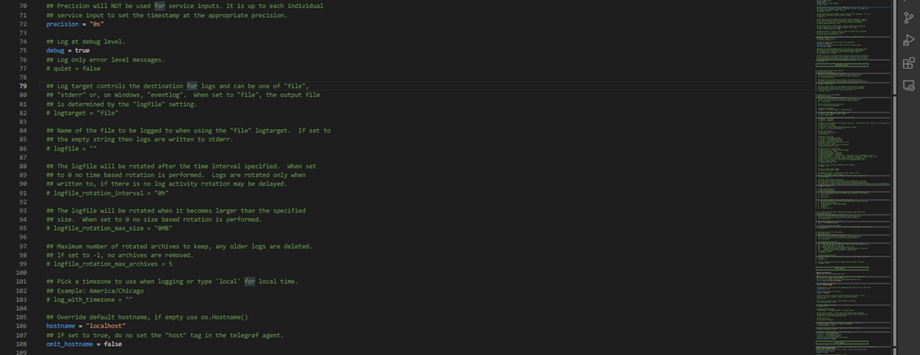 70 ## Precision will NOT be used for service inputs. It is up to each individual
71 ## service input to set the timestamp at the appropriate precision.
72 precision = "0s"
73
74 ## Log at debug level.
75 debug = true
76 ## Log only error level messages.
77 # quiet = false
78
79 ## Log target controls the destination for logs and can be one of "file",
80 ## "stderr" or, on Windows, "eventlog".  When set to "file", the output file
81 ## is determined by the "logfile" setting.
82 # logtarget = "file"
83
84 ## Name of the file to be logged to when using the "file" logtarget.  If set to
85 ## the empty string then logs are written to stderr.
86 # logfile = ""
87
88 ## The logfile will be rotated after the time interval specified.  When set
89 ## to 0 no time based rotation is performed.  Logs are rotated only when
90 ## written to, if there is no log activity rotation may be delayed.
91 # logfile_rotation_interval = "0h"
92
93 ## The logfile will be rotated when it becomes larger than the specified
94 ## size.  When set to 0 no size based rotation is performed.
95 # logfile_rotation_max_size = "0MB"
96
97 ## Maximum number of rotated archives to keep, any older logs are deleted.
98 ## If set to -1, no archives are removed.
99 # logfile_rotation_max_archives = 5
100
101 ## Pick a timezone to use when logging or type 'local' for local time.
102 ## Example: America/Chicago
103 # log_with_timezone = ""
104
105 ## Override default hostname, if empty use os.Hostname()
106 hostname = "localhost"
107 ## If set to true, do no set the "host" tag in the telegraf agent.
108 omit_hostname = false
109